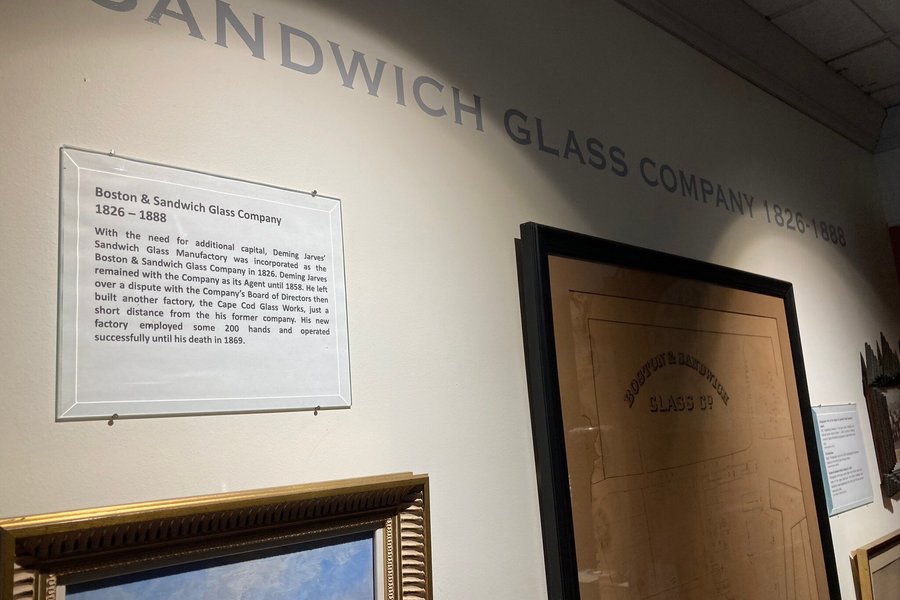 SANDWICH GLASS COMPANY 1826-1888
Boston & Sandwich Glass Company
1826 – 1888
With the need for additional capital, Deming Jarves'
Sandwich Glass Manufactory was incorporated as the
Boston & Sandwich Glass Company in 1826. Deming Jarves
remained with the Company as its Agent until 1858. He left
over a dispute with the Company's Board of Directors then
built another factory, the Cape Cod Glass Works, just a
short distance from the his former company. His new
factory employed some 200 hands and operated
successfully until his death in 1869.
BOSTON & SANDWICH
GLASS Cº